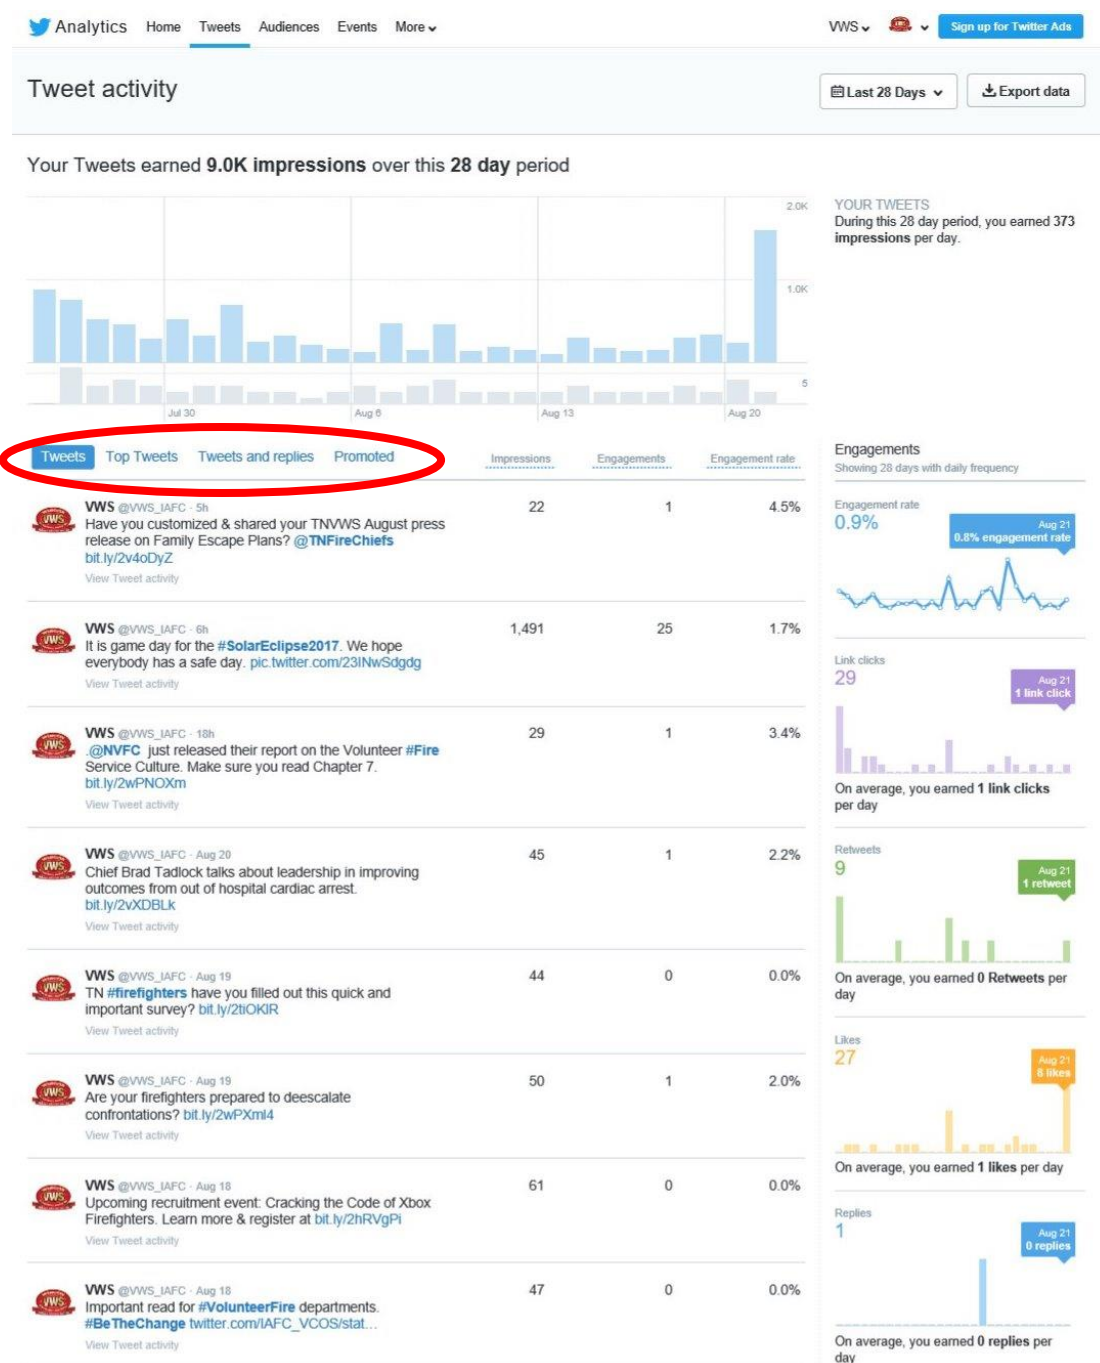 Analytics Home Tweets Audiences Events More
VWS Sign up for Twitter Ads
Tweet activity
Last 28 Days Export data
Your Tweets earned 9.0K impressions over this 28 day period
2.0K
1.0K
5
Jul 30 Aug 6 Aug 13 Aug 20
YOUR TWEETS
During this 28 day period, you earned 373
impressions per day.
Tweets Top Tweets Tweets and replies Promoted
Impressions Engagements Engagement rate
VWS @VWS_IAFC · 5h
Have you customized & shared your TNVWS August press
release on Family Escape Plans? @TNFireChiefs
bit.ly/2v4oDyZ
View Tweet activity
22 1 4.5%
VWS
VWS @VWS_IAFC · 6h
It is game day for the #SolarEclipse2017. We hope
everybody has a safe day. pic.twitter.com/23INwSdgdg
View Tweet activity
1,491 25 1.7%
VWS
VWS @VWS_IAFC · 18h
.@NVFC just released their report on the Volunteer #Fire
Service Culture. Make sure you read Chapter 7.
bit.ly/2wPNOXm
View Tweet activity
29 1 3.4%
VWS
VWS @VWS_IAFC · Aug 20
Chief Brad Tadlock talks about leadership in improving
outcomes from out of hospital cardiac arrest.
bit.ly/2vXDBLk
View Tweet activity
45 1 2.2%
VWS
VWS @VWS_IAFC · Aug 19
TN #firefighters have you filled out this quick and
important survey? bit.ly/2tiOKIR
View Tweet activity
44 0 0.0%
VWS
VWS @VWS_IAFC · Aug 19
Are your firefighters prepared to deescalate
confrontations? bit.ly/2wPXml4
View Tweet activity
50 1 2.0%
VWS
VWS @VWS_IAFC · Aug 18
Upcoming recruitment event: Cracking the Code of Xbox
Firefighters. Learn more & register at bit.ly/2hRVgPi
View Tweet activity
61 0 0.0%
VWS
VWS @VWS_IAFC · Aug 18
Important read for #VolunteerFire departments.
#BeTheChange twitter.com/IAFC_VCOS/stat...
View Tweet activity
47 0 0.0%
VWS
Engagements
Showing 28 days with daily frequency
Engagement rate
0.9%
Aug 21
0.8% engagement rate
Link clicks
29
Aug 21
1 link click
On average, you earned 1 link clicks
per day
Retweets
9
Aug 21
1 retweet
On average, you earned 0 Retweets per
day
Likes
27
Aug 21
8 likes
On average, you earned 1 likes per day
Replies
1
Aug 21
0 replies
On average, you earned 0 replies per
day